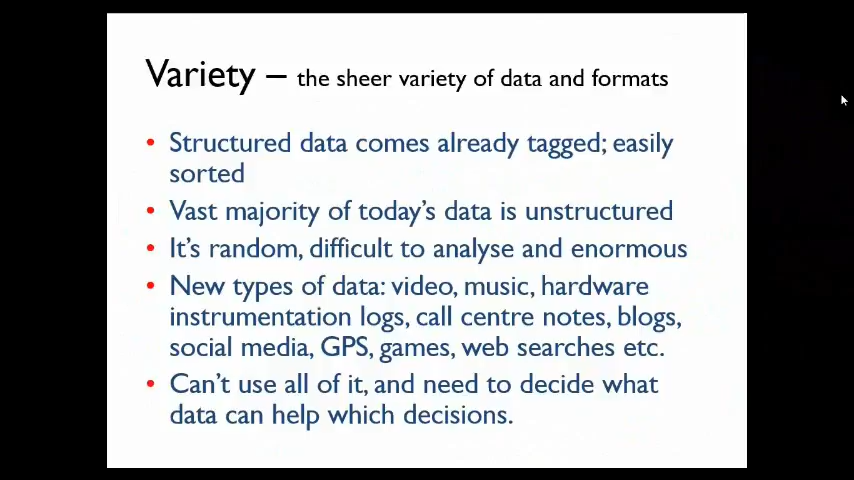 Variety – the sheer variety of data and formats
• Structured data comes already tagged; easily
sorted
• Vast majority of today's data is unstructured
• It's random, difficult to analyse and enormous
• New types of data: video, music, hardware
instrumentation logs, call centre notes, blogs,
social media, GPS, games, web searches etc.
• Can't use all of it, and need to decide what
data can help which decisions.